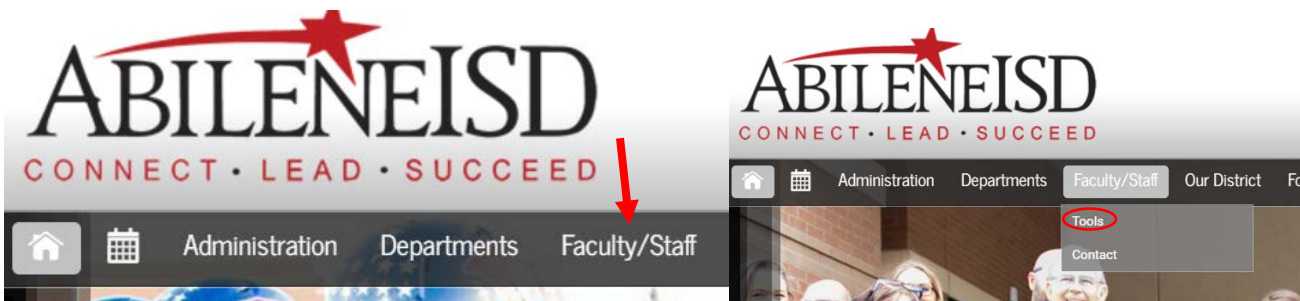 ABILENEISD
CONNECT • LEAD • SUCCEED
Administration Departments Faculty/Staff
ABILENEISD
CONNECT • LEAD • SUCCEED
Administration Departments Faculty/Staff Our District Fo
Tools
Contact